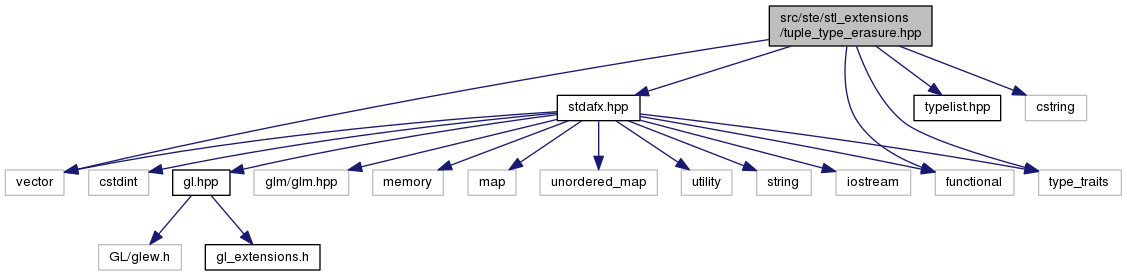 src/ste/stl_extensions
/tuple_type_erasure.hpp
stdafx.hpp
typelist.hpp
cstring
vector
cstdint
gl.hpp
glm/glm.hpp
memory
map
unordered_map
utility
string
iostream
functional
type_traits
GL/glew.h
gl_extensions.h